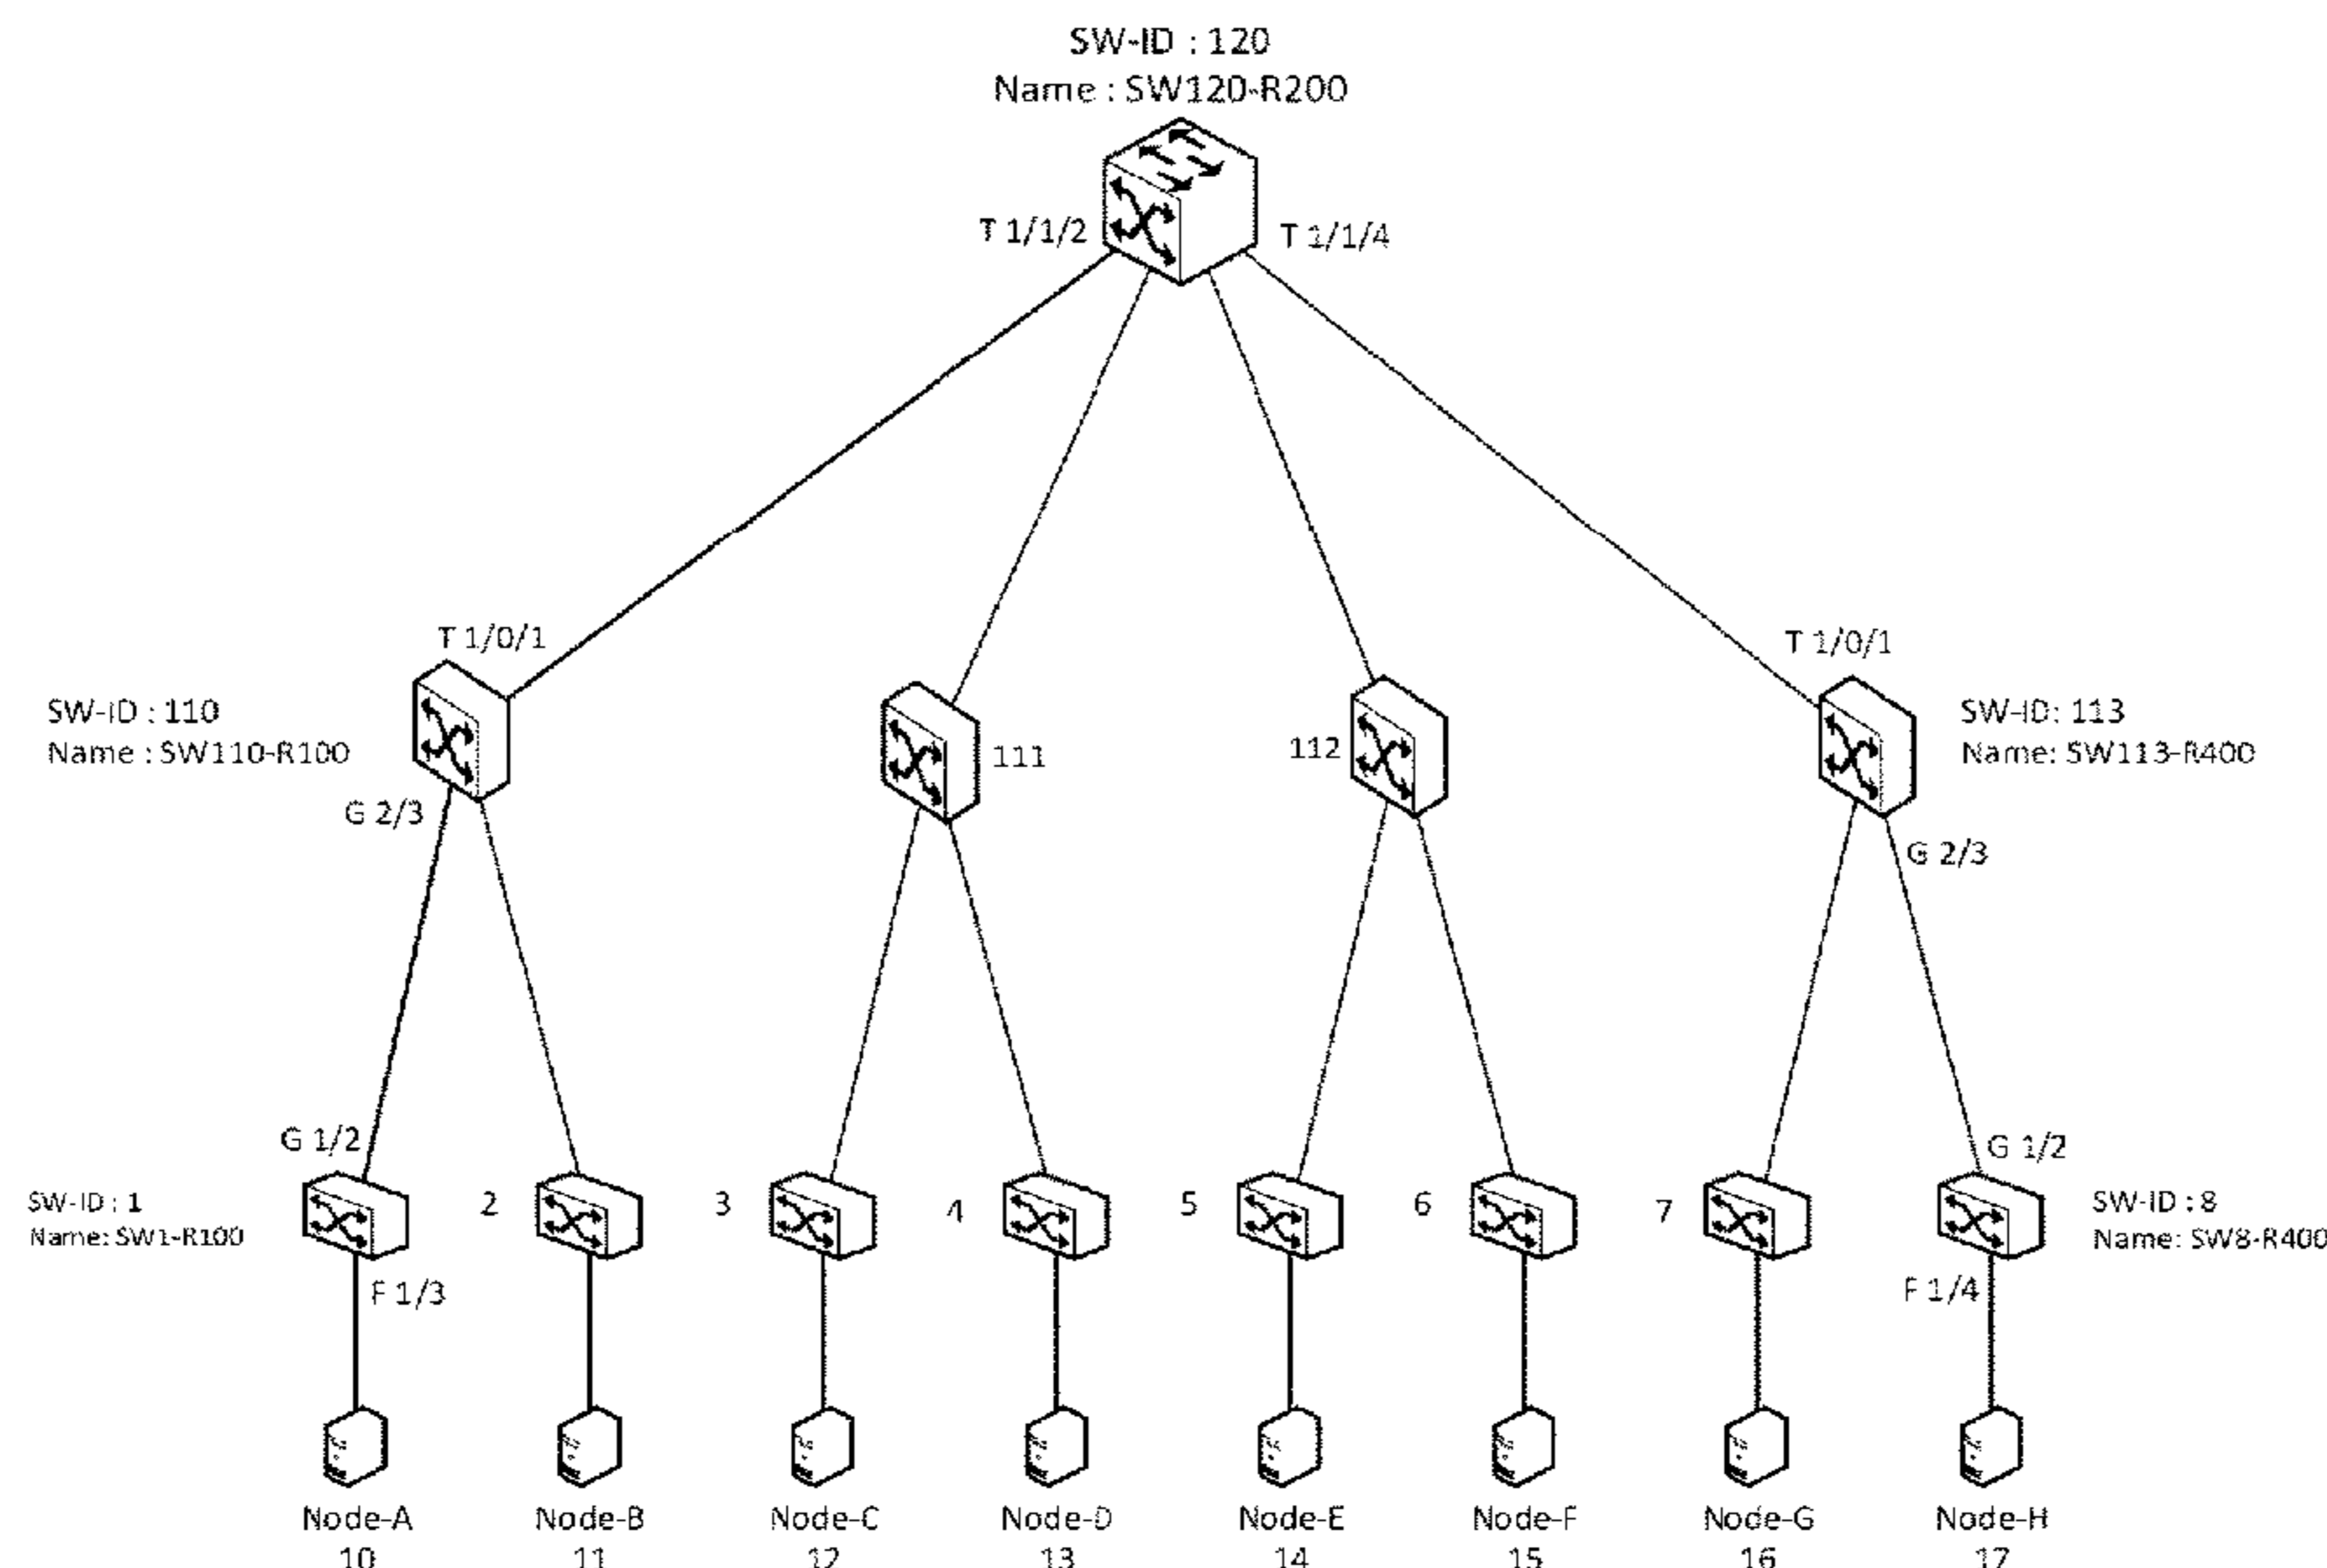 SW-ID : 120
Name : SW120-R200
T 1/1/2
T 1/1/4
T 1/0/1
T 1/0/1
SW-ID : 110
Name : SW110-R100
111
112
SW-ID: 113
Name: SW113-R400
G 2/3
G 2/3
G 1/2
G 1/2
SW-ID : 1
Name: SW1-R100
2
3
4
5
6
7
SW-ID : 8
Name: SW8-R400
F 1/3
F 1/4
Node-A
Node-B
Node-C
Node-D
Node-E
Node-F
Node-G
Node-H
10
11
12
13
14
15
16
17